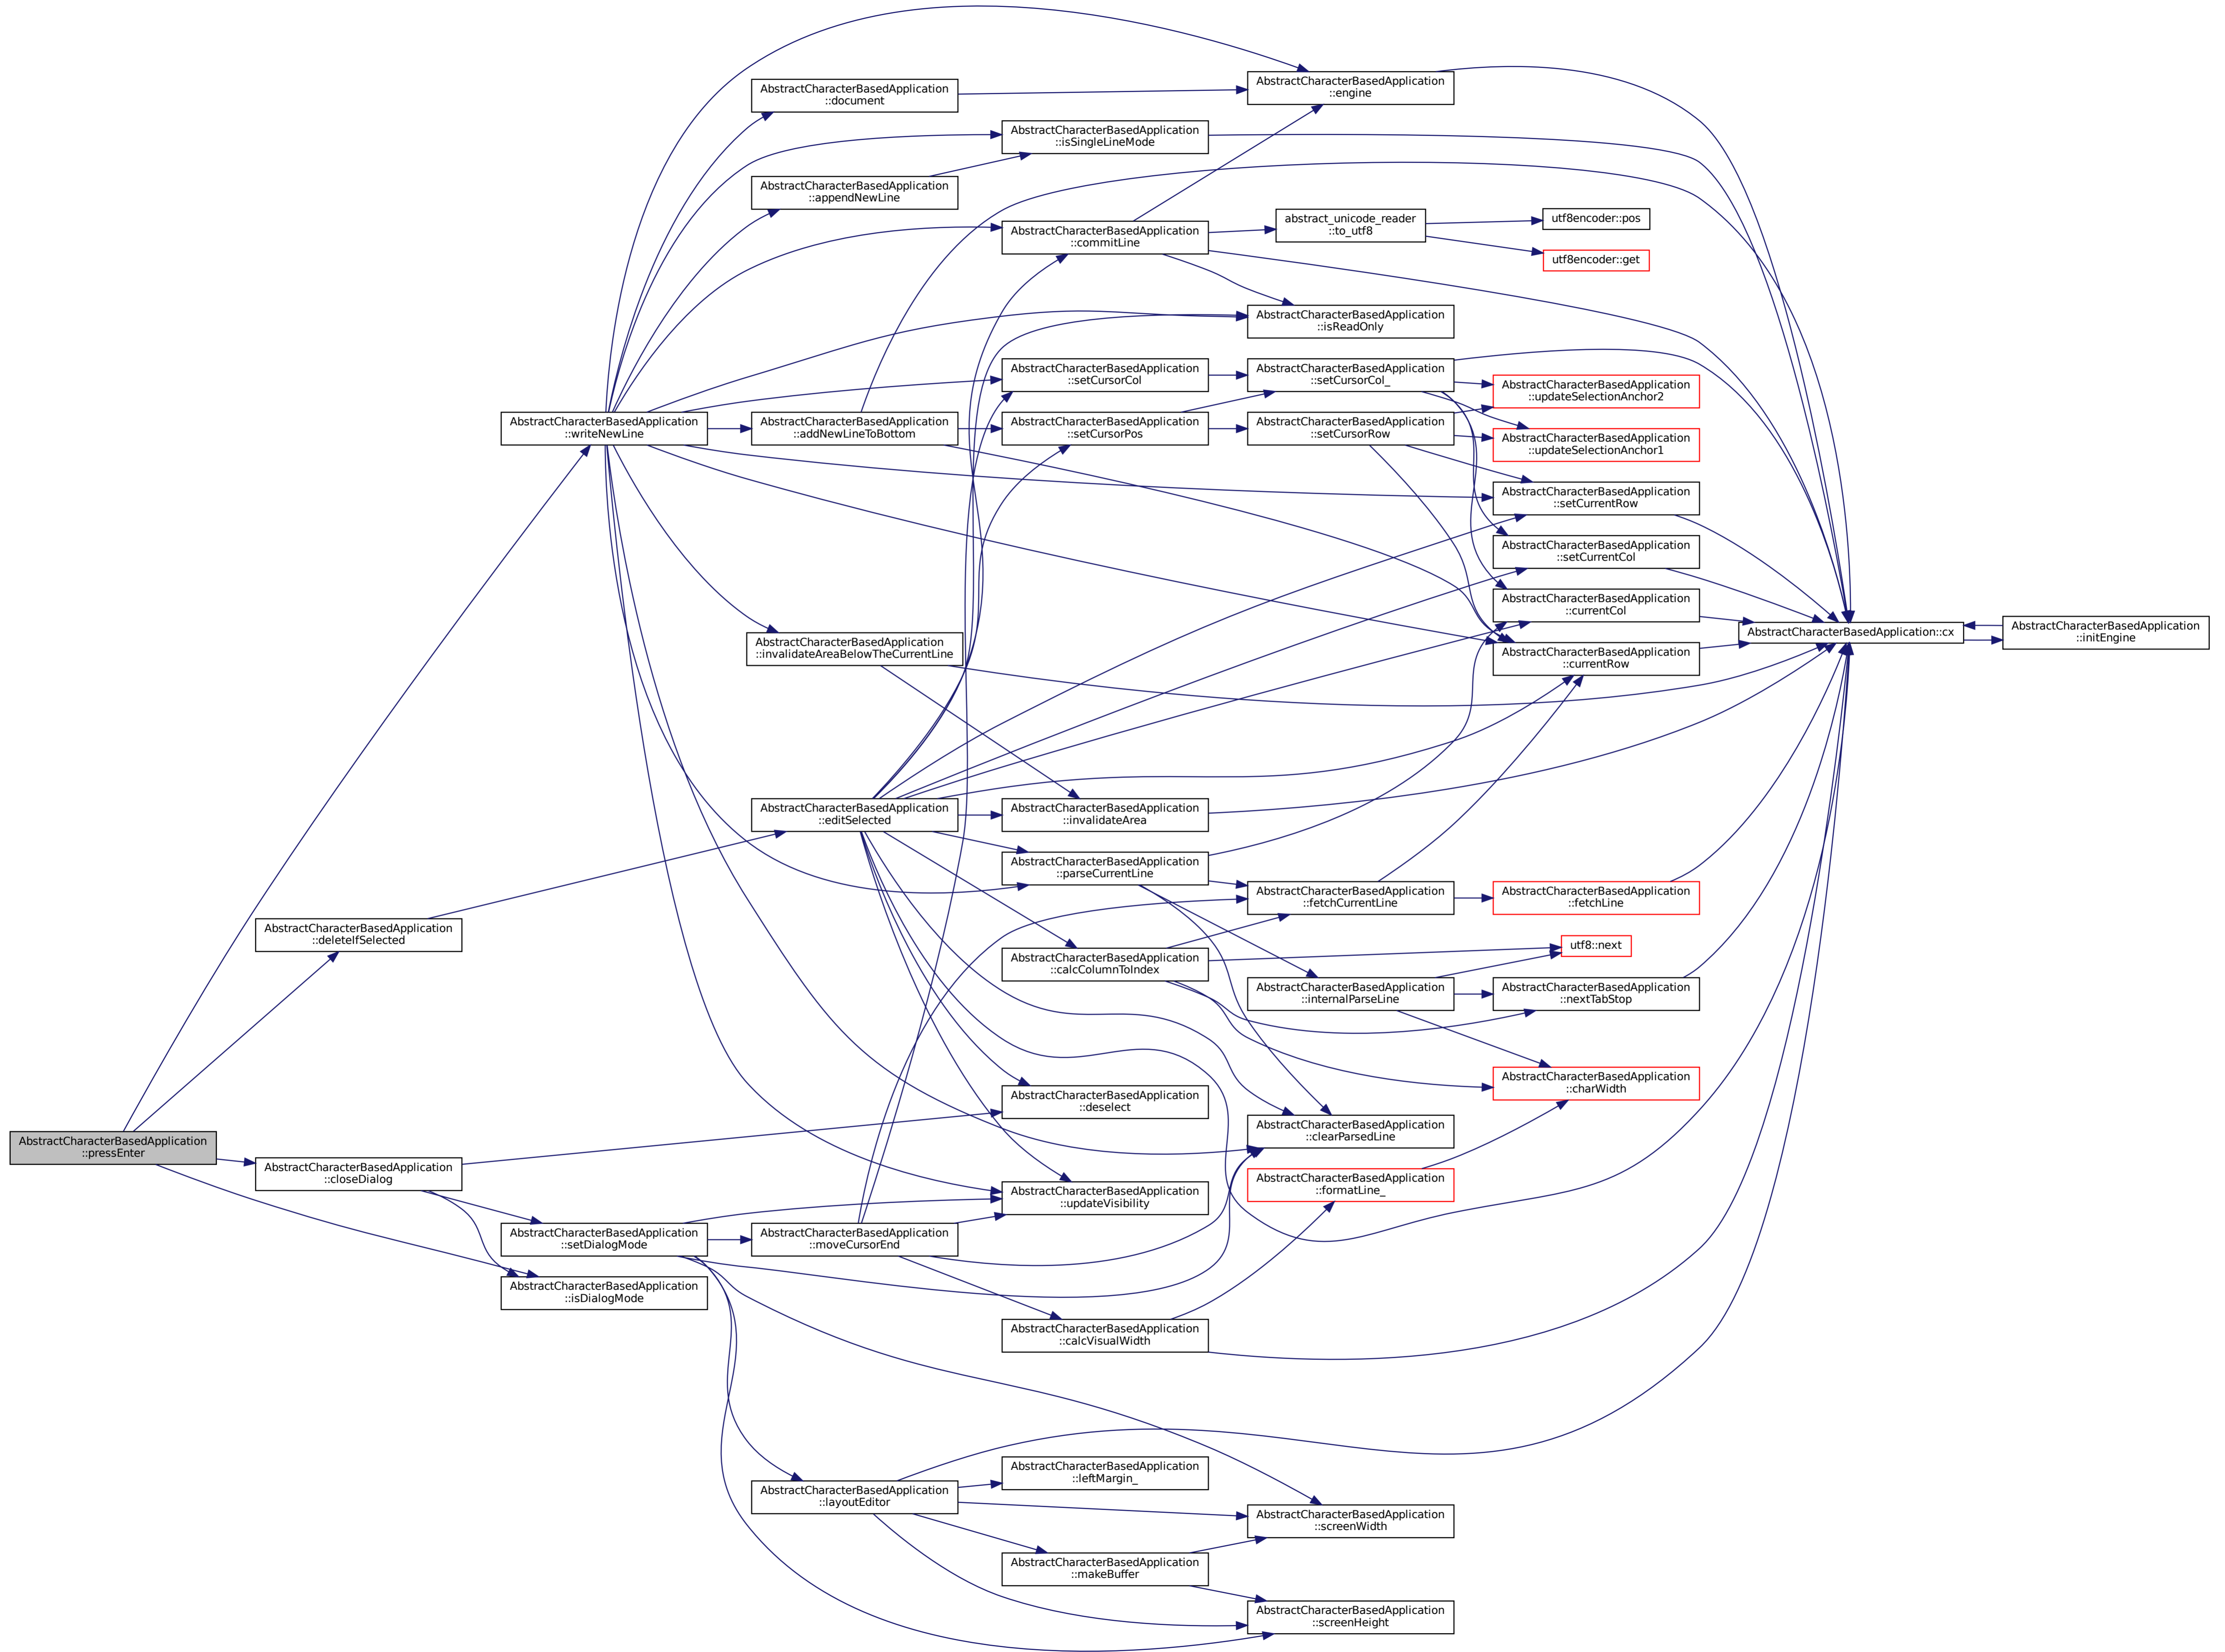 AbstractCharacterBasedApplication
::pressEnter
AbstractCharacterBasedApplication
::writeNewLine
AbstractCharacterBasedApplication
::deleteIfSelected
AbstractCharacterBasedApplication
::closeDialog
AbstractCharacterBasedApplication
::setDialogMode
AbstractCharacterBasedApplication
::isDialogMode
AbstractCharacterBasedApplication
::document
AbstractCharacterBasedApplication
::appendNewLine
AbstractCharacterBasedApplication
::addNewLineToBottom
AbstractCharacterBasedApplication
::invalidateAreaBelowTheCurrentLine
AbstractCharacterBasedApplication
::editSelected
AbstractCharacterBasedApplication
::moveCursorEnd
AbstractCharacterBasedApplication
::layoutEditor
AbstractCharacterBasedApplication
::isSingleLineMode
AbstractCharacterBasedApplication
::commitLine
AbstractCharacterBasedApplication
::setCursorCol
AbstractCharacterBasedApplication
::setCursorPos
AbstractCharacterBasedApplication
::invalidateArea
AbstractCharacterBasedApplication
::parseCurrentLine
AbstractCharacterBasedApplication
::calcColumnToIndex
AbstractCharacterBasedApplication
::deselect
AbstractCharacterBasedApplication
::updateVisibility
AbstractCharacterBasedApplication
::calcVisualWidth
AbstractCharacterBasedApplication
::leftMargin_
AbstractCharacterBasedApplication
::makeBuffer
AbstractCharacterBasedApplication
::engine
abstract_unicode_reader
::to_utf8
AbstractCharacterBasedApplication
::isReadOnly
AbstractCharacterBasedApplication
::setCursorCol_
AbstractCharacterBasedApplication
::setCursorRow
AbstractCharacterBasedApplication
::fetchCurrentLine
AbstractCharacterBasedApplication
::internalParseLine
AbstractCharacterBasedApplication
::clearParsedLine
AbstractCharacterBasedApplication
::formatLine_
AbstractCharacterBasedApplication
::screenWidth
AbstractCharacterBasedApplication
::screenHeight
utf8encoder::pos
utf8encoder::get
AbstractCharacterBasedApplication
::updateSelectionAnchor2
AbstractCharacterBasedApplication
::updateSelectionAnchor1
AbstractCharacterBasedApplication
::setCurrentRow
AbstractCharacterBasedApplication
::setCurrentCol
AbstractCharacterBasedApplication
::currentCol
AbstractCharacterBasedApplication
::currentRow
AbstractCharacterBasedApplication
::fetchLine
utf8::next
AbstractCharacterBasedApplication
::nextTabStop
AbstractCharacterBasedApplication
::charWidth
AbstractCharacterBasedApplication::cx
AbstractCharacterBasedApplication
::initEngine